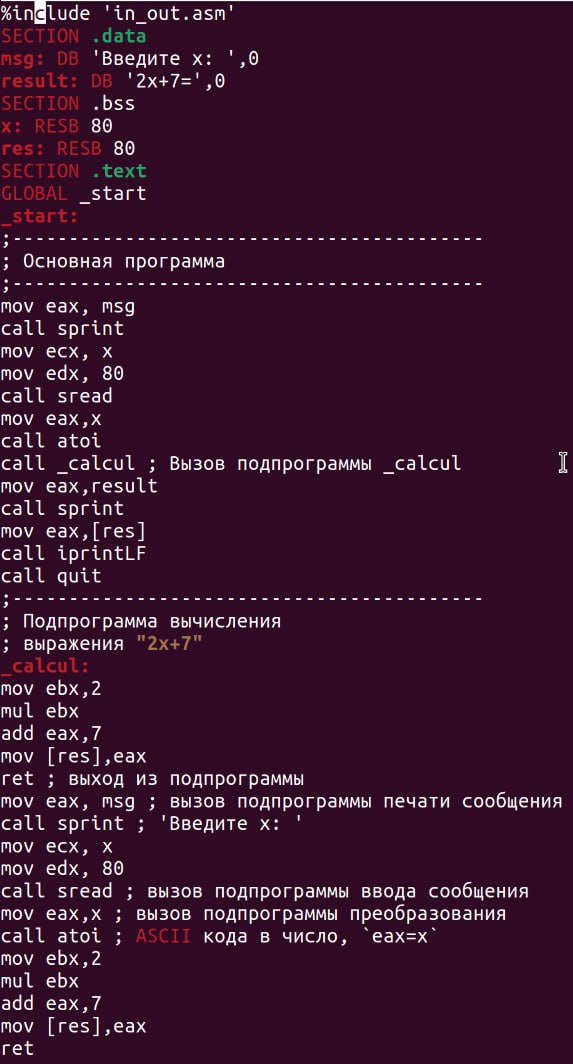 %include 'in_out.asm'
SECTION .data
msg: DB 'Введите x: ',0
result: DB '2x+7=',0
SECTION .bss
x: RESB 80
res: RESB 80
SECTION .text
GLOBAL _start
_start:
;------------------------------------------
; Основная программа
;------------------------------------------
mov eax, msg
call sprint
mov ecx, x
mov edx, 80
call sread
mov eax,x
call atoi
call _calcul ; Вызов подпрограммы _calcul
mov eax,result
call sprint
mov eax,[res]
call iprintLF
call quit
;------------------------------------------
; Подпрограмма вычисления
; выражения "2x+7"
_calcul:
mov ebx,2
mul ebx
add eax,7
mov [res],eax
ret ; выход из подпрограммы
mov eax, msg ; вызов подпрограммы печати сообщения
call sprint ; 'Введите x: '
mov ecx, x
mov edx, 80
call sread ; вызов подпрограммы ввода сообщения
mov eax,x ; вызов подпрограммы преобразования
call atoi ; ASCII кода в число, `eax=x`
mov ebx,2
mul ebx
add eax,7
mov [res],eax
ret